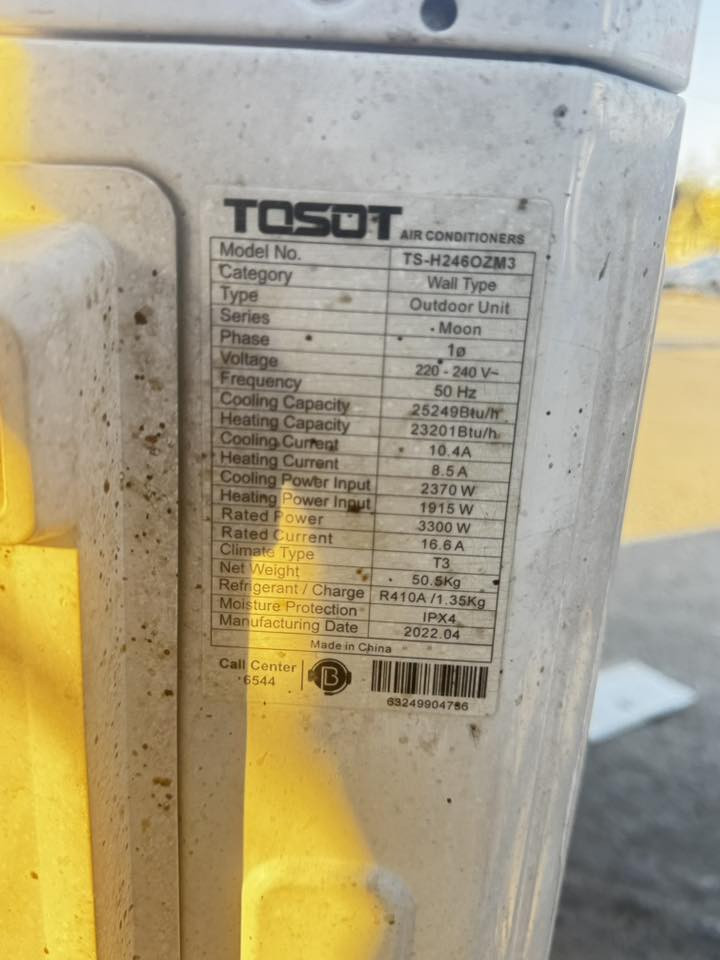 TOSOT AIR CONDITIONERS
Model No. TS-H246OZM3
Category Wall Type
Type Outdoor Unit
Series Moon
Phase 1ø
Voltage 220 - 240 V~
Frequency 50 Hz
Cooling Capacity 25249Btu/h
Heating Capacity 23201Btu/h
Cooling Current 10.4A
Heating Current 8.5A
Cooling Power Input 2370 W
Heating Power Input 1915 W
Rated Power 3300 W
Rated Current 16.6A
Climate Type T3
Net Weight 50.5Kg
Refrigerant / Charge R410A /1.35Kg
Moisture Protection IPX4
Manufacturing Date 2022.04
Made in China
Call Center
6544
B
63249904786